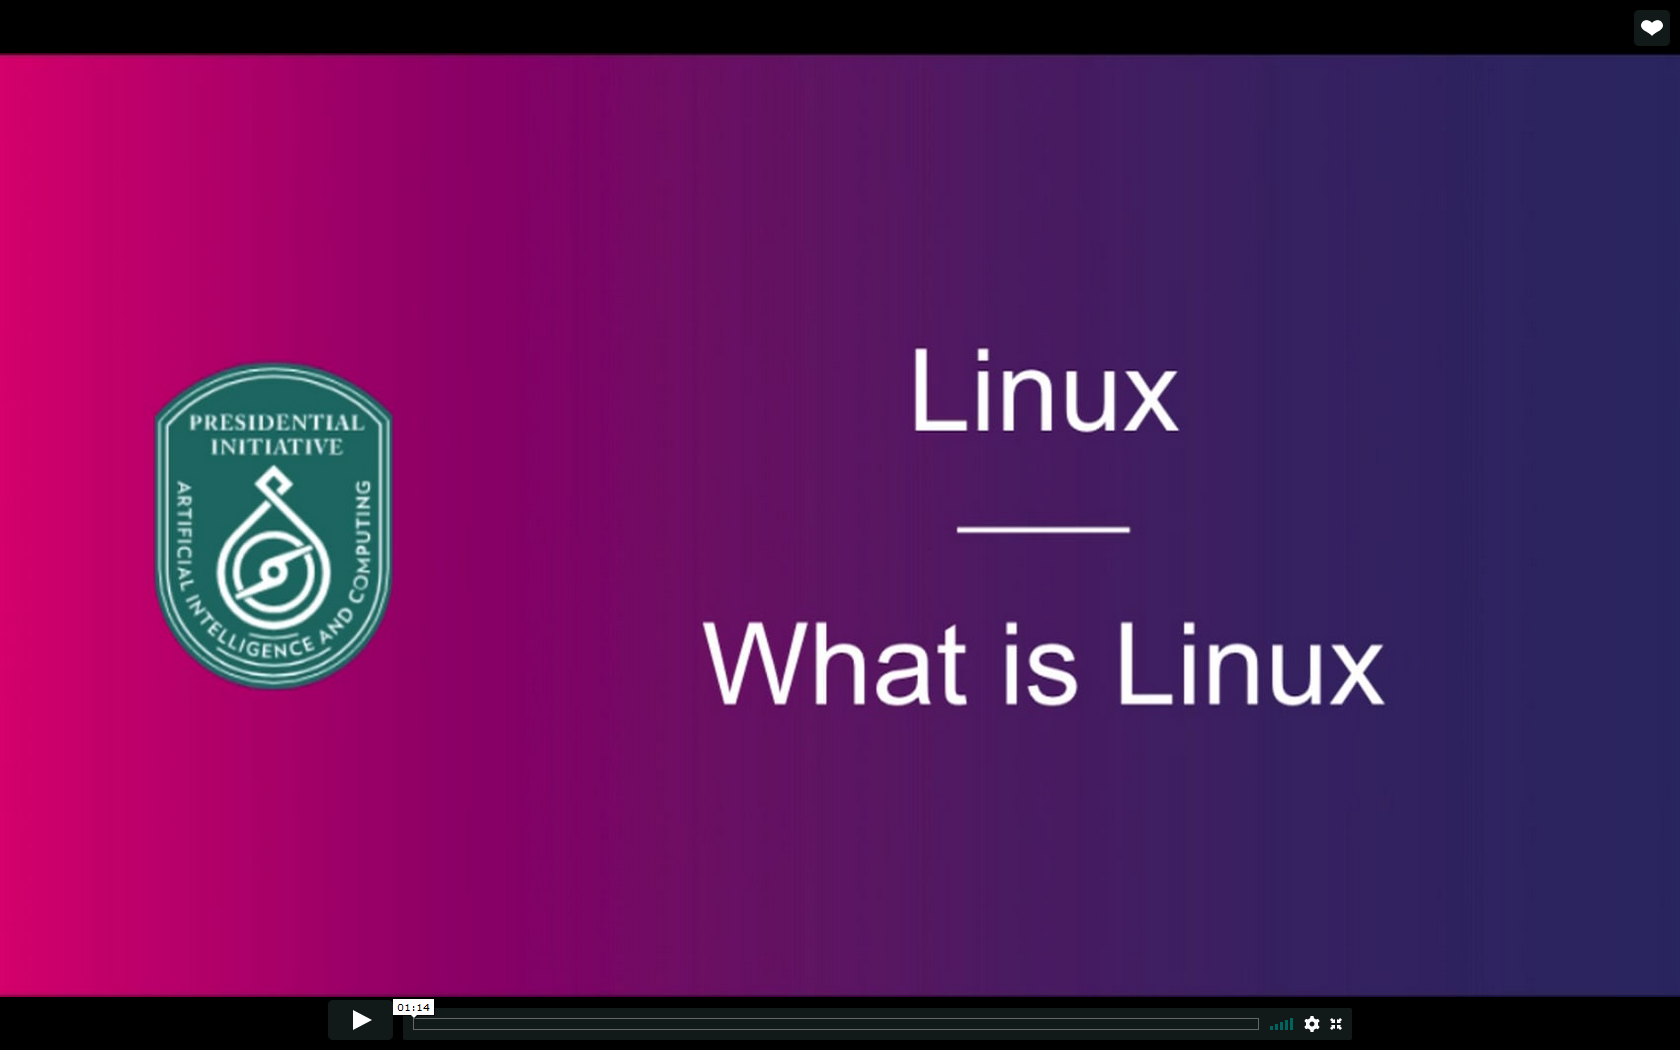 PRESIDENTIAL
INITIATIVE
ARTIFICIAL INTELLIGENCE AND COMPUTING
Linux
What is Linux
01:14